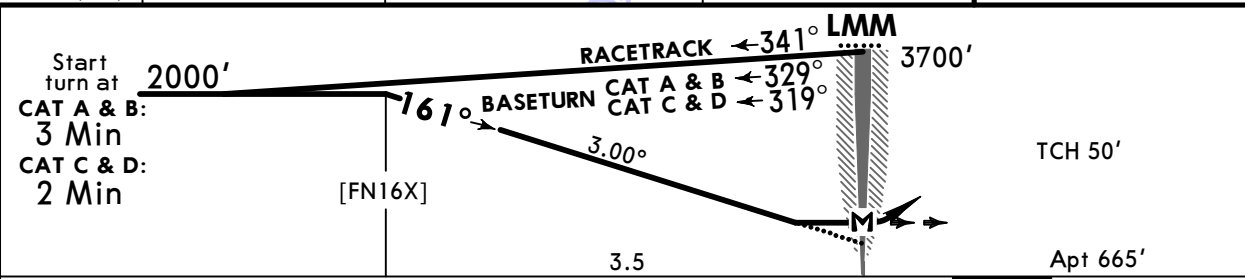 Start
turn at
CAT A & B:
3 Min
CAT C & D:
2 Min
2000'
RACETRACK 341°
LMM
3700'
BASETURN CAT A & B 329°
CAT C & D 319°
161°
3.00°
TCH 50'
[FN16X]
M
3.5
Apt 665'